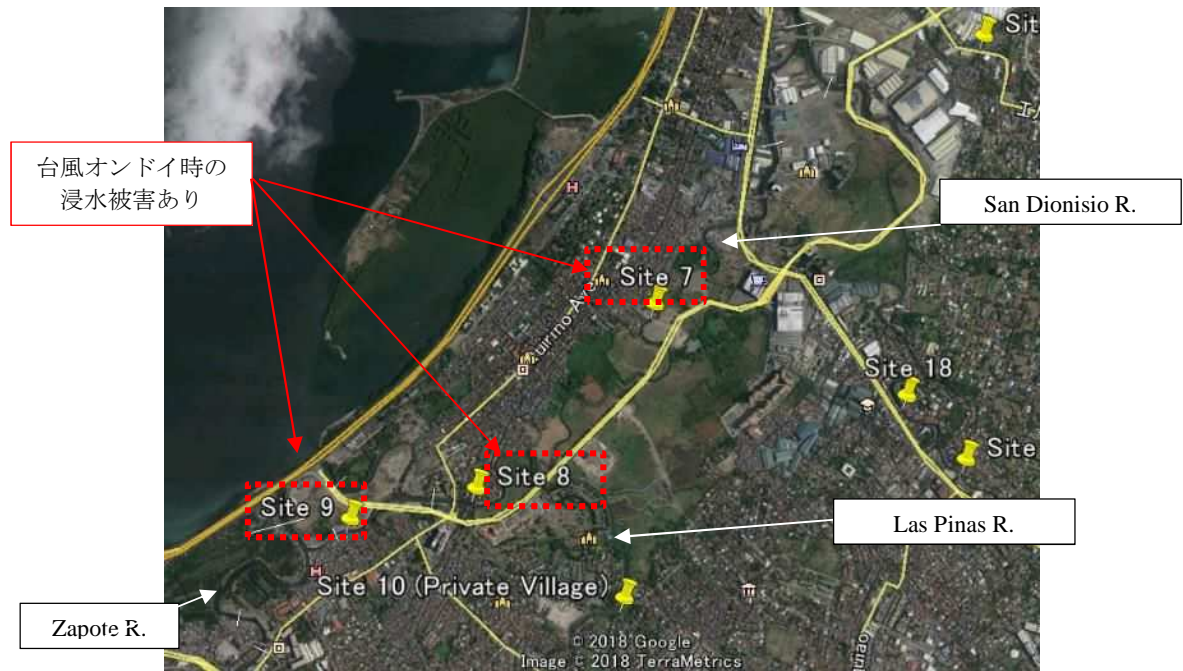 Sit
台風オンドイ時の
浸水被害あり
San Dionisio R.
Site 7
Quirino Ave
Site 18
Site 8
Site
Site 9
Las Pinas R.
Site 10 (Private Village)
Zapote R.
© 2018 Google
Image © 2018 TerraMetrics